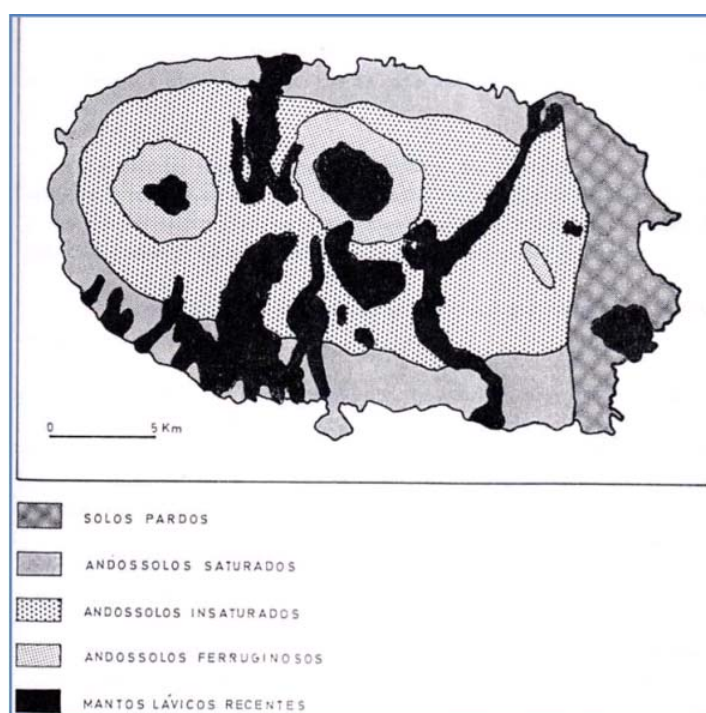 0 5 Km
SOLOS PARDOS
ANDOSSOLOS SATURADOS
ANDOSSOLOS INSATURADOS
ANDOSSOLOS FERRUGINOSOS
MANTOS LÁVICOS RECENTES